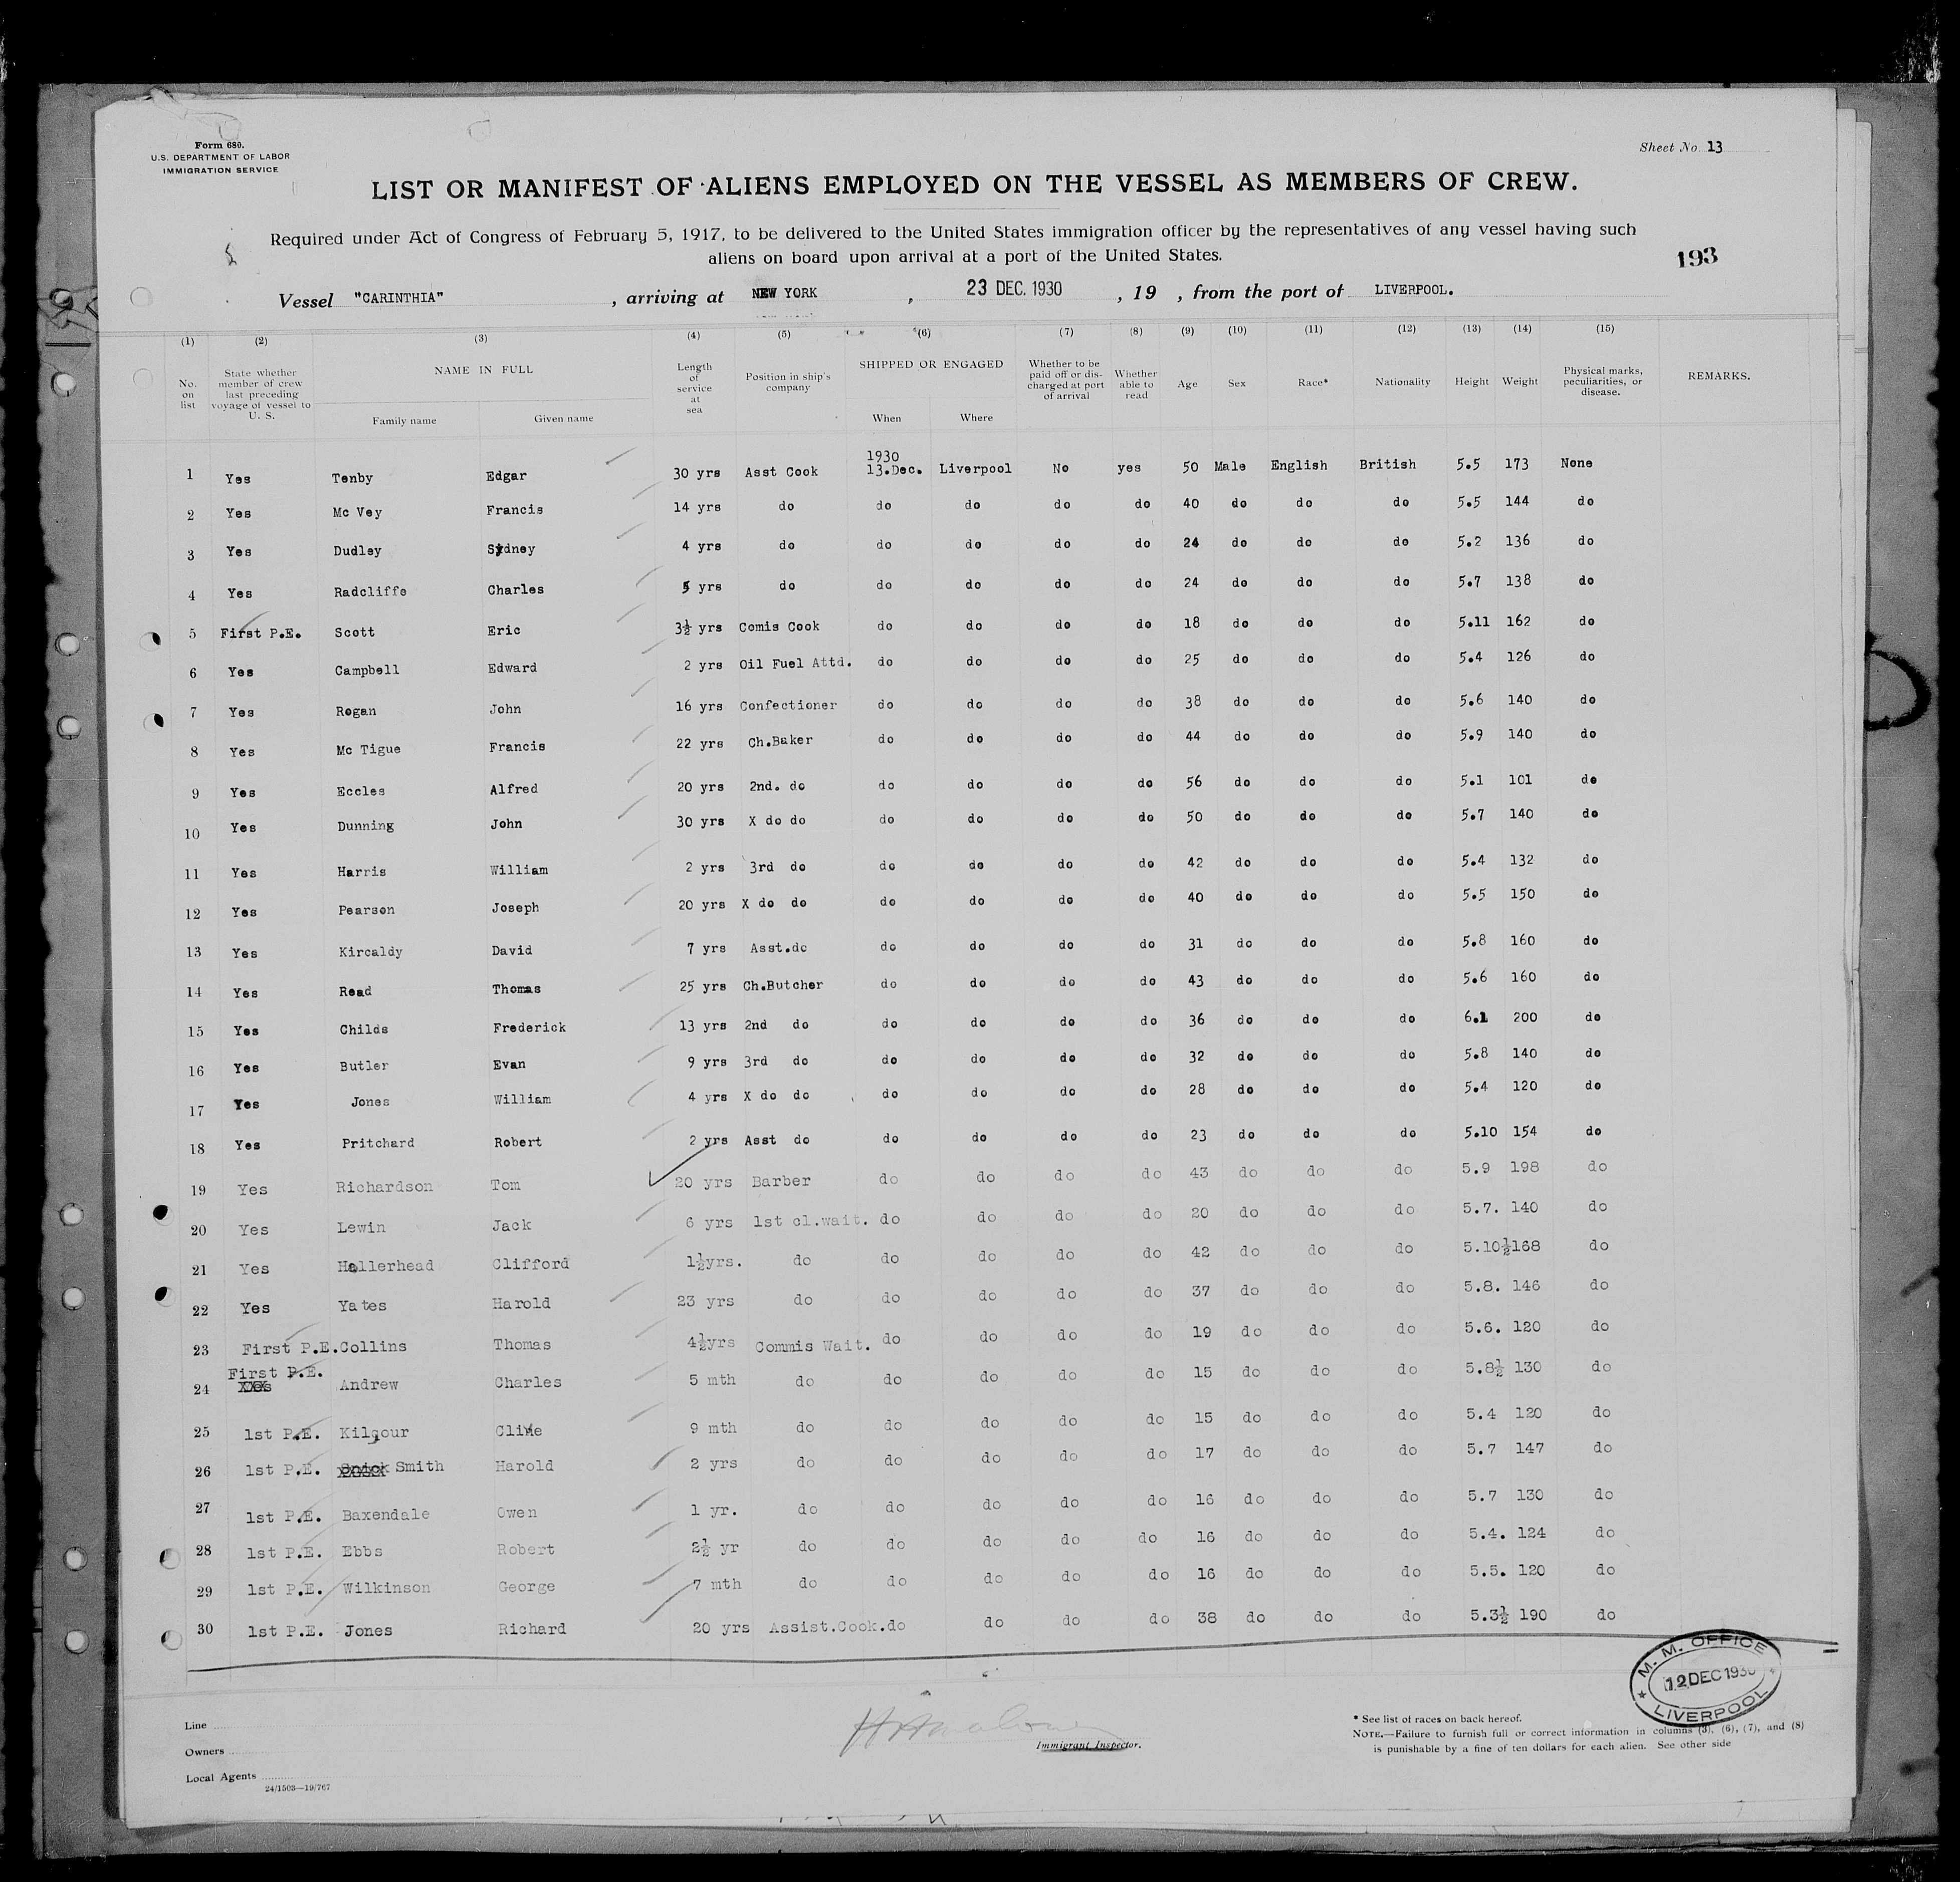 Form 680.
U.S. DEPARTMENT OF LABOR
IMMIGRATION SERVICE
Sheet No 13
LIST OR MANIFEST OF ALIENS EMPLOYED ON THE VESSEL AS MEMBERS OF CREW.
Required under Act of Congress of February 5, 1917, to be delivered to the United States immigration officer by the representatives of any vessel having such
aliens on board upon arrival at a port of the United States.
193
Vessel "CARINTHIA" , arriving at NEW YORK , 23 DEC. 1930 , 19 , from the port of LIVERPOOL.
(1) (2) (3) (4) (5) (6) (7) (8) (9) (10) (11) (12) (13) (14) (15)
No. on list
State whether member of crew last preceding voyage of vessel to U. S.
NAME IN FULL
Family name
Given name
Length of service at sea
Position in ship's company
SHIPPED OR ENGAGED
When
Where
Whether to be paid off or discharged at port of arrival
Whether able to read
Age
Sex
Race*
Nationality
Height
Weight
Physical marks, peculiarities, or disease.
REMARKS.
1930
1 Yes Tenby Edgar 30 yrs Asst Cook 13.Dec. Liverpool No yes 50 Male English British 5.5 173 None
2 Yes Mc Vey Francis 14 yrs do do do do do 40 do do do 5.5 144 do
3 Yes Dudley Sydney 4 yrs do do do do do 24 do do do 5.2 136 do
4 Yes Radcliffe Charles 5 yrs do do do do do 24 do do do 5.7 138 do
5 First P.E. Scott Eric 3½ yrs Comis Cook do do do do 18 do do do 5.11 162 do
6 Yes Campbell Edward 2 yrs Oil Fuel Attd. do do do do 25 do do do 5.4 126 do
7 Yes Rogan John 16 yrs Confectioner do do do do 38 do do do 5.6 140 do
8 Yes Mc Tigue Francis 22 yrs Ch.Baker do do do do 44 do do do 5.9 140 do
9 Yes Eccles Alfred 20 yrs 2nd. do do do do do 56 do do do 5.1 101 do
10 Yes Dunning John 30 yrs X do do do do do do 50 do do do 5.7 140 do
11 Yes Harris William 2 yrs 3rd do do do do do 42 do do do 5.4 132 do
12 Yes Pearson Joseph 20 yrs X do do do do do do 40 do do do 5.5 150 do
13 Yes Kircaldy David 7 yrs Asst.do do do do do 31 do do do 5.8 160 do
14 Yes Read Thomas 25 yrs Ch.Butcher do do do do 43 do do do 5.6 160 do
15 Yes Childs Frederick 13 yrs 2nd do do do do do 36 do do do 6.1 200 do
16 Yes Butler Evan 9 yrs 3rd do do do do do 32 do do do 5.8 140 do
17 Yes Jones William 4 yrs X do do do do do do 28 do do do 5.4 120 do
18 Yes Pritchard Robert 2 yrs Asst do do do do do 23 do do do 5.10 154 do
19 Yes Richardson Tom 20 yrs Barber do do do do 43 do do do 5.9 198 do
20 Yes Lewin Jack 6 yrs 1st cl.wait. do do do do 20 do do do 5.7. 140 do
21 Yes Hollerhead Clifford 1½yrs. do do do do do 42 do do do 5.10½ 168 do
22 Yes Yates Harold 23 yrs do do do do do 37 do do do 5.8. 146 do
23 First P.E. Collins Thomas 4½yrs Commis Wait. do do do do 19 do do do 5.6. 120 do
24 First P.E. Andrew Charles 5 mth do do do do do 15 do do do 5.8½ 130 do
25 1st P.E. Kilgour Clive 9 mth do do do do do 15 do do do 5.4 120 do
26 1st P.E. Smith Harold 2 yrs do do do do do 17 do do do 5.7 147 do
27 1st P.E. Baxendale Owen 1 yr. do do do do do 16 do do do 5.7 130 do
28 1st P.E. Ebbs Robert 2½ yr do do do do do 16 do do do 5.4. 124 do
29 1st P.E. Wilkinson George 7 mth do do do do do 16 do do do 5.5. 120 do
30 1st P.E. Jones Richard 20 yrs Assist.Cook. do do do do 38 do do do 5.3½ 190 do
M. M. OFFICE
12 DEC 1930
LIVERPOOL
Line
Owners
Local Agents
24/1503—19/767
Immigrant Inspector.
* See list of races on back hereof.
NOTE.—Failure to furnish full or correct information in columns (3), (6), (7), and (8)
is punishable by a fine of ten dollars for each alien. See other side